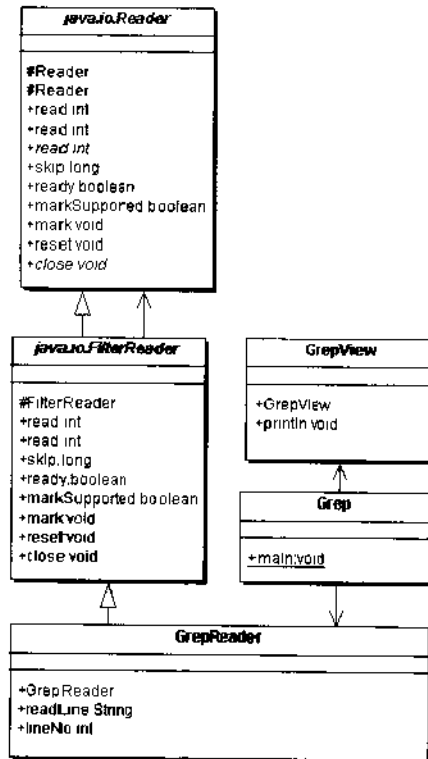 java.io.Reader
#Reader
#Reader
+read int
+read int
+read int
+skip.long
+ready.boolean
+markSupported boolean
+mark void
+reset void
+close void
java.io.FilterReader
#FilterReader
+read int
+read int
+skip.long
+ready.boolean
+markSupported boolean
+mark void
+reset void
+close void
GrepView
+GrepView
+println void
Grep
+main:void
GrepReader
+GrepReader
+readLine String
+lineNo int